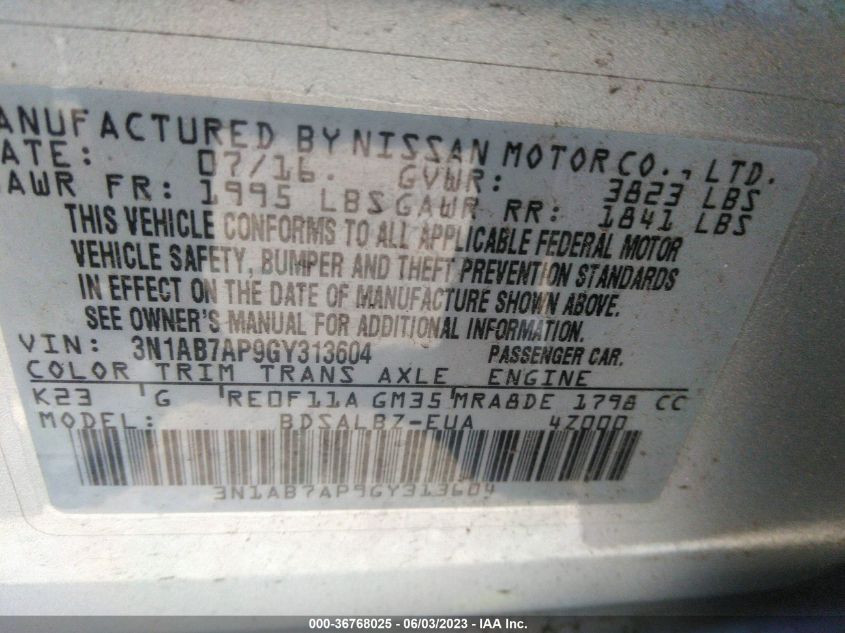 ANUFACTURED BY NISSAN MOTOR CO., LTD.
ATE: 07/16. GVWR: 3823 LBS
AWR FR: 1995 LBS GAWR RR: 1841 LBS
THIS VEHICLE CONFORMS TO ALL APPLICABLE FEDERAL MOTOR
VEHICLE SAFETY, BUMPER AND THEFT PREVENTION STANDARDS
IN EFFECT ON THE DATE OF MANUFACTURE SHOWN ABOVE.
SEE OWNER'S MANUAL FOR ADDITIONAL INFORMATION.
VIN: 3N1AB7AP9GY313604 PASSENGER CAR.
COLOR TRIM TRANS AXLE ENGINE
K23 G RE0F11A GM35 MRA8DE 1798 CC
MODEL: BDSALBZ-EUA 4Z000
3N1AB7AP9GY313604
000-36768025 - 06/03/2023 - IAA Inc.